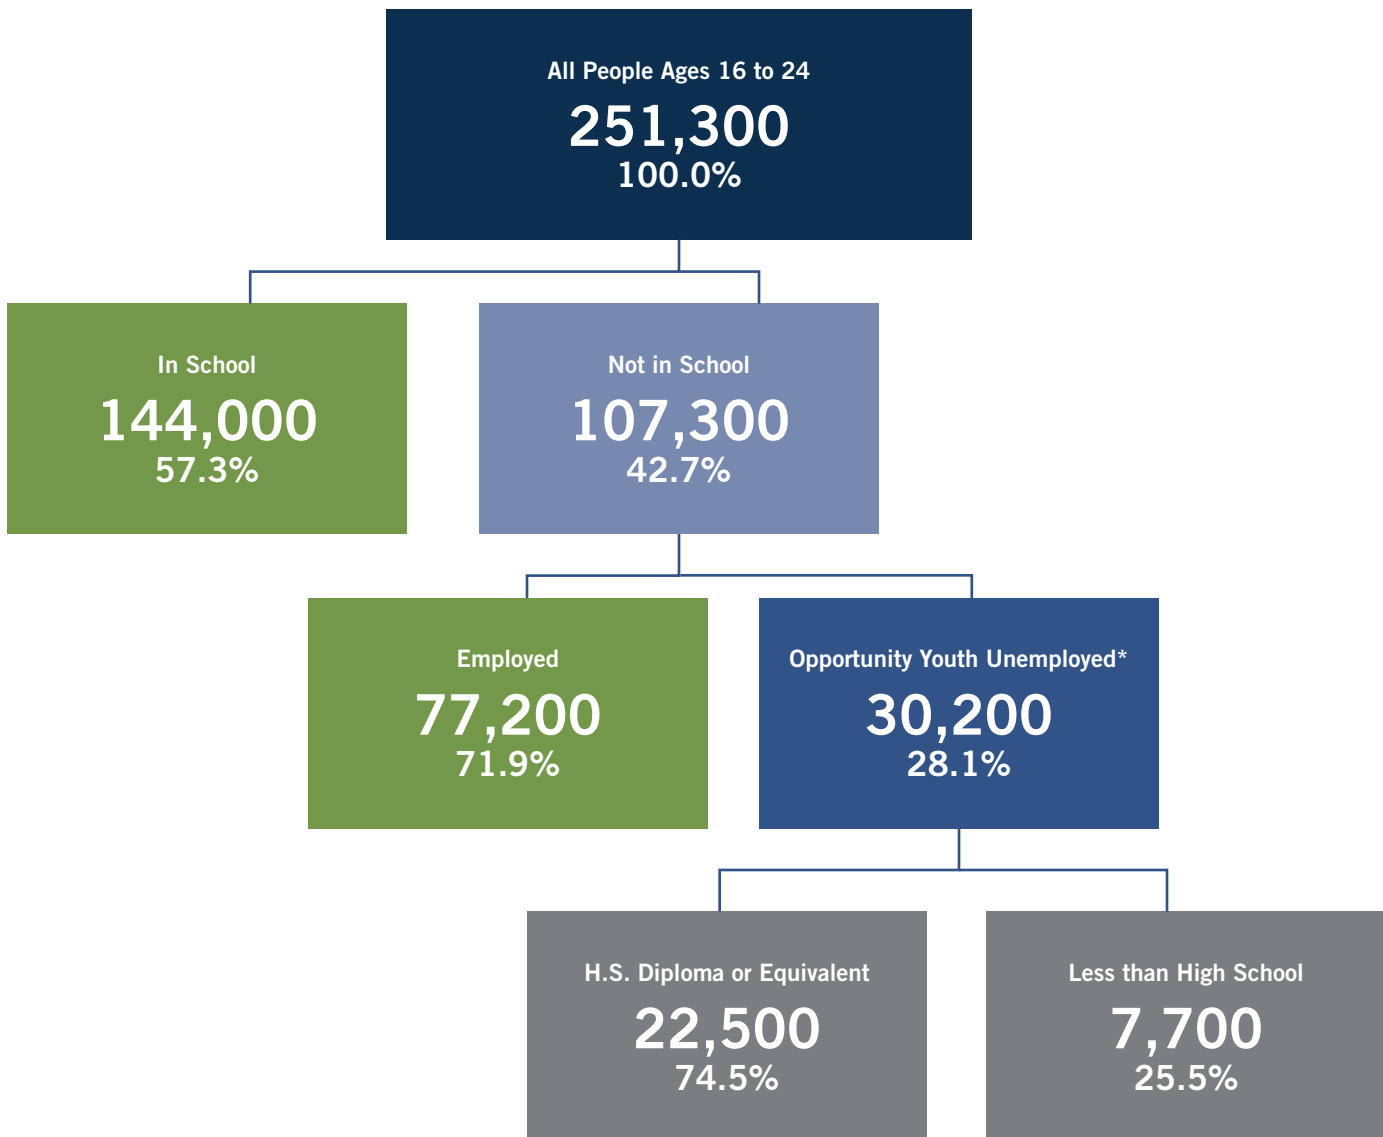 All People Ages 16 to 24
251,300
100.0%
In School
144,000
57.3%
Not in School
107,300
42.7%
Employed
77,200
71.9%
Opportunity Youth Unemployed*
30,200
28.1%
H.S. Diploma or Equivalent
22,500
74.5%
Less than High School
7,700
25.5%